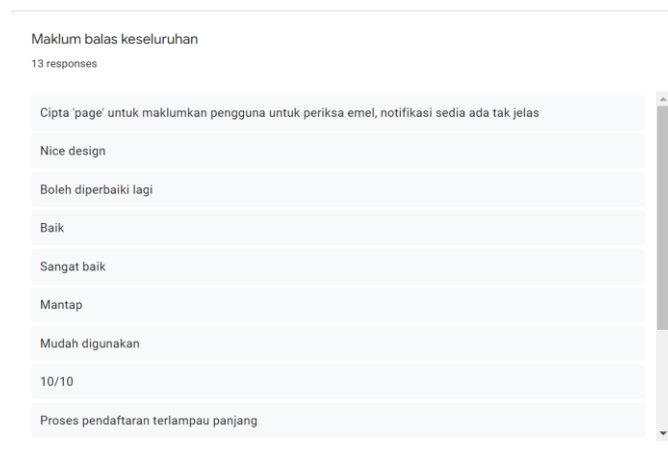 Maklum balas keseluruhan
13 responses
Cipta 'page' untuk maklumkan pengguna untuk periksa emel, notifikasi sedia ada tak jelas
Nice design
Boleh diperbaiki lagi
Baik
Sangat baik
Mantap
Mudah digunakan
10/10
Proses pendaftaran terlampau panjang